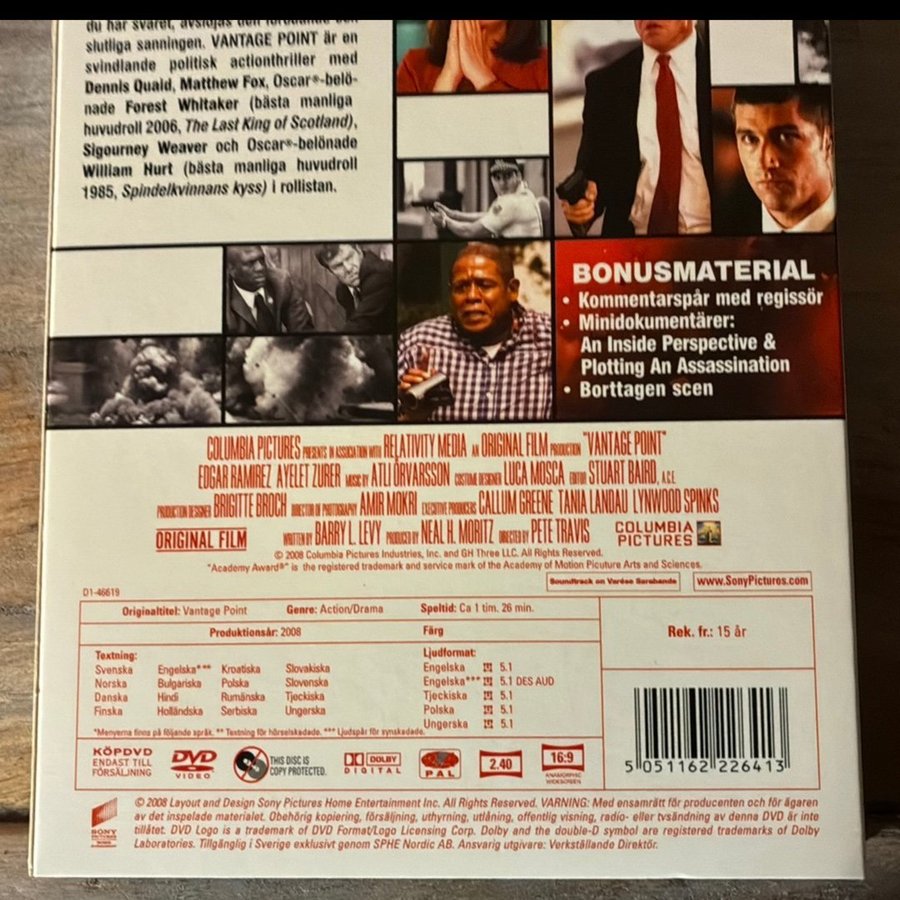 du har svaret, avslöjas den förödande och
slutliga sanningen. VANTAGE POINT är en
svindlande politisk actionthriller med
Dennis Quaid, Matthew Fox, Oscar®-belö-
nade Forest Whitaker (bästa manliga
huvudroll 2006, The Last King of Scotland),
Sigourney Weaver och Oscar®-belönade
William Hurt (bästa manliga huvudroll
1985, Spindelkvinnans kyss) i rollistan.
BONUSMATERIAL
• Kommentarspår med regissör
• Minidokumentärer:
An Inside Perspective &
Plotting An Assassination
• Borttagen scen
COLUMBIA PICTURES PRESENTS IN ASSOCIATION WITH RELATIVITY MEDIA AN ORIGINAL FILM PRODUCTION "VANTAGE POINT"
EDGAR RAMIREZ AYELET ZURER MUSIC BY ATLI ÖRVARSSON COSTUME DESIGNER LUCA MOSCA EDITOR STUART BAIRD, A.C.E.
PRODUCTION DESIGNER BRIGITTE BROCH DIRECTOR OF PHOTOGRAPHY AMIR MOKRI EXECUTIVE PRODUCERS CALLUM GREENE TANIA LANDAU LYNWOOD SPINKS
ORIGINAL FILM WRITTEN BY BARRY L. LEVY PRODUCED BY NEAL H. MORITZ DIRECTED BY PETE TRAVIS COLUMBIA PICTURES
© 2008 Columbia Pictures Industries, Inc. and GH Three LLC. All Rights Reserved.
"Academy Award®" is the registered trademark and service mark of the Academy of Motion Picuture Arts and Sciences.
Soundtrack on Varèse Sarabande www.SonyPictures.com
D1-46619
Originaltitel: Vantage Point Genre: Action/Drama Speltid: Ca 1 tim. 26 min.
Produktionsår: 2008 Färg
Rek. fr.: 15 år
Textning:
Svenska Engelska** Kroatiska Slovakiska
Norska Bulgariska Polska Slovenska
Danska Hindi Rumänska Tjeckiska
Finska Holländska Serbiska Ungerska
Ljudformat:
Engelska 5.1
Engelska*** 5.1 DES AUD
Tjeckiska 5.1
Polska 5.1
Ungerska 5.1
*Menyerna finns på följande språk. ** Textning för hörselskadade. *** Ljudspår för synskadade.
KÖPDVD
ENDAST TILL
FÖRSÄLJNING
DVD
VIDEO
THIS DISC IS
COPY PROTECTED.
DOLBY
DIGITAL
PAL
2.40
16:9
ANAMORPHIC
WIDESCREEN
5 051162 226413
SONY
PICTURES
© 2008 Layout and Design Sony Pictures Home Entertainment Inc. All Rights Reserved. VARNING: Med ensamrätt för producenten och för ägaren
av det inspelade materialet. Obehörig kopiering, försäljning, uthyrning, utlåning, offentlig visning, radio- eller tvsändning av denna DVD är inte
tillåtet. DVD Logo is a trademark of DVD Format/Logo Licensing Corp. Dolby and the double-D symbol are registered trademarks of Dolby
Laboratories. Tillgänglig i Sverige exklusivt genom SPHE Nordic AB. Ansvarig utgivare: Verkställande Direktör.